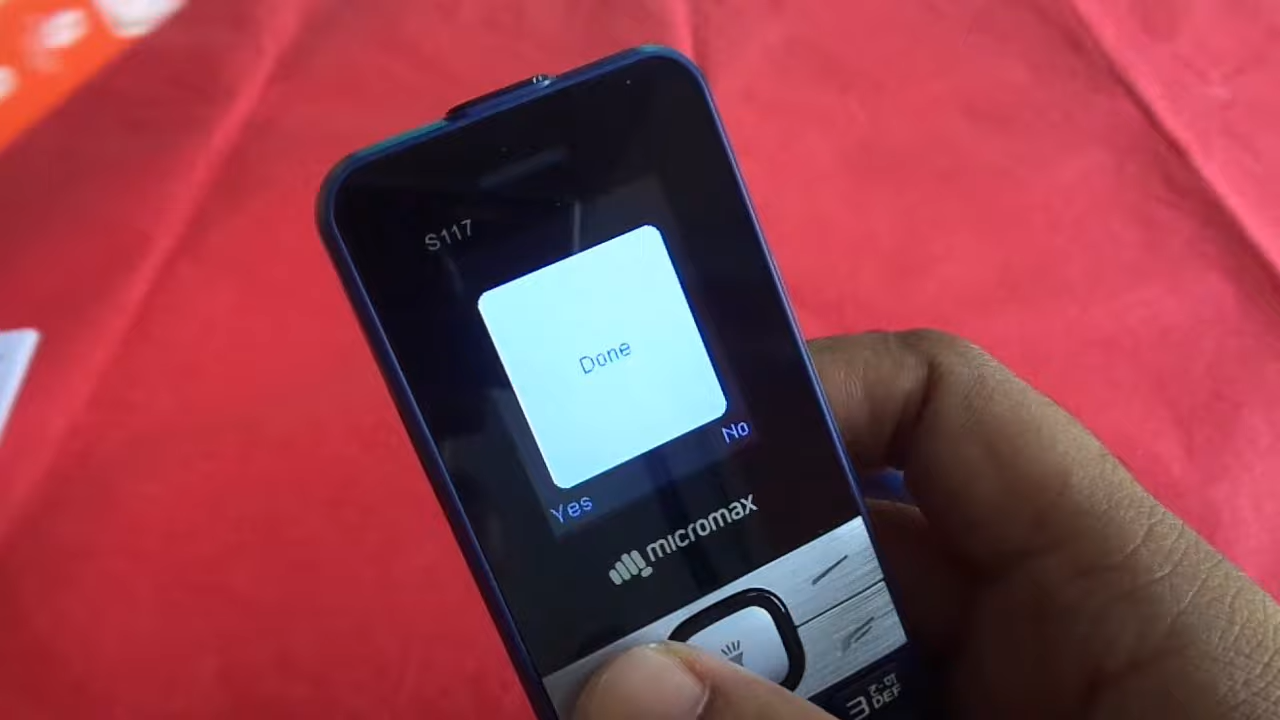 S117
Done
No
Yes
micromax
3 ट-ण
DEF